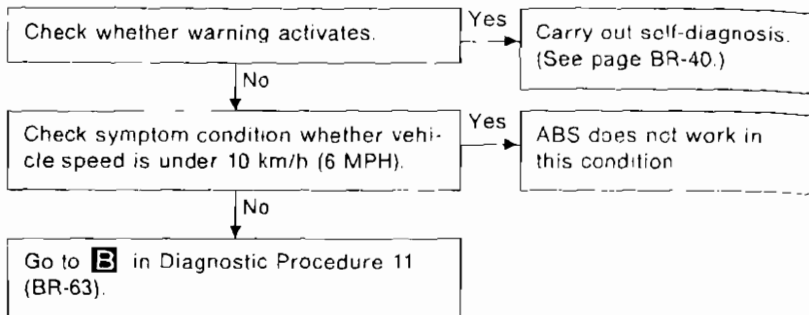 Check whether warning activates.
Yes
Carry out self-diagnosis.
(See page BR-40.)
No
Check symptom condition whether vehi-
cle speed is under 10 km/h (6 MPH).
Yes
ABS does not work in
this condition
No
Go to B in Diagnostic Procedure 11
(BR-63).